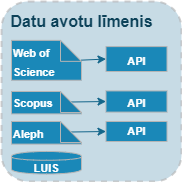 Datu avotu līmenis
Web of
Science
API
Scopus
API
Aleph
API
LUIS